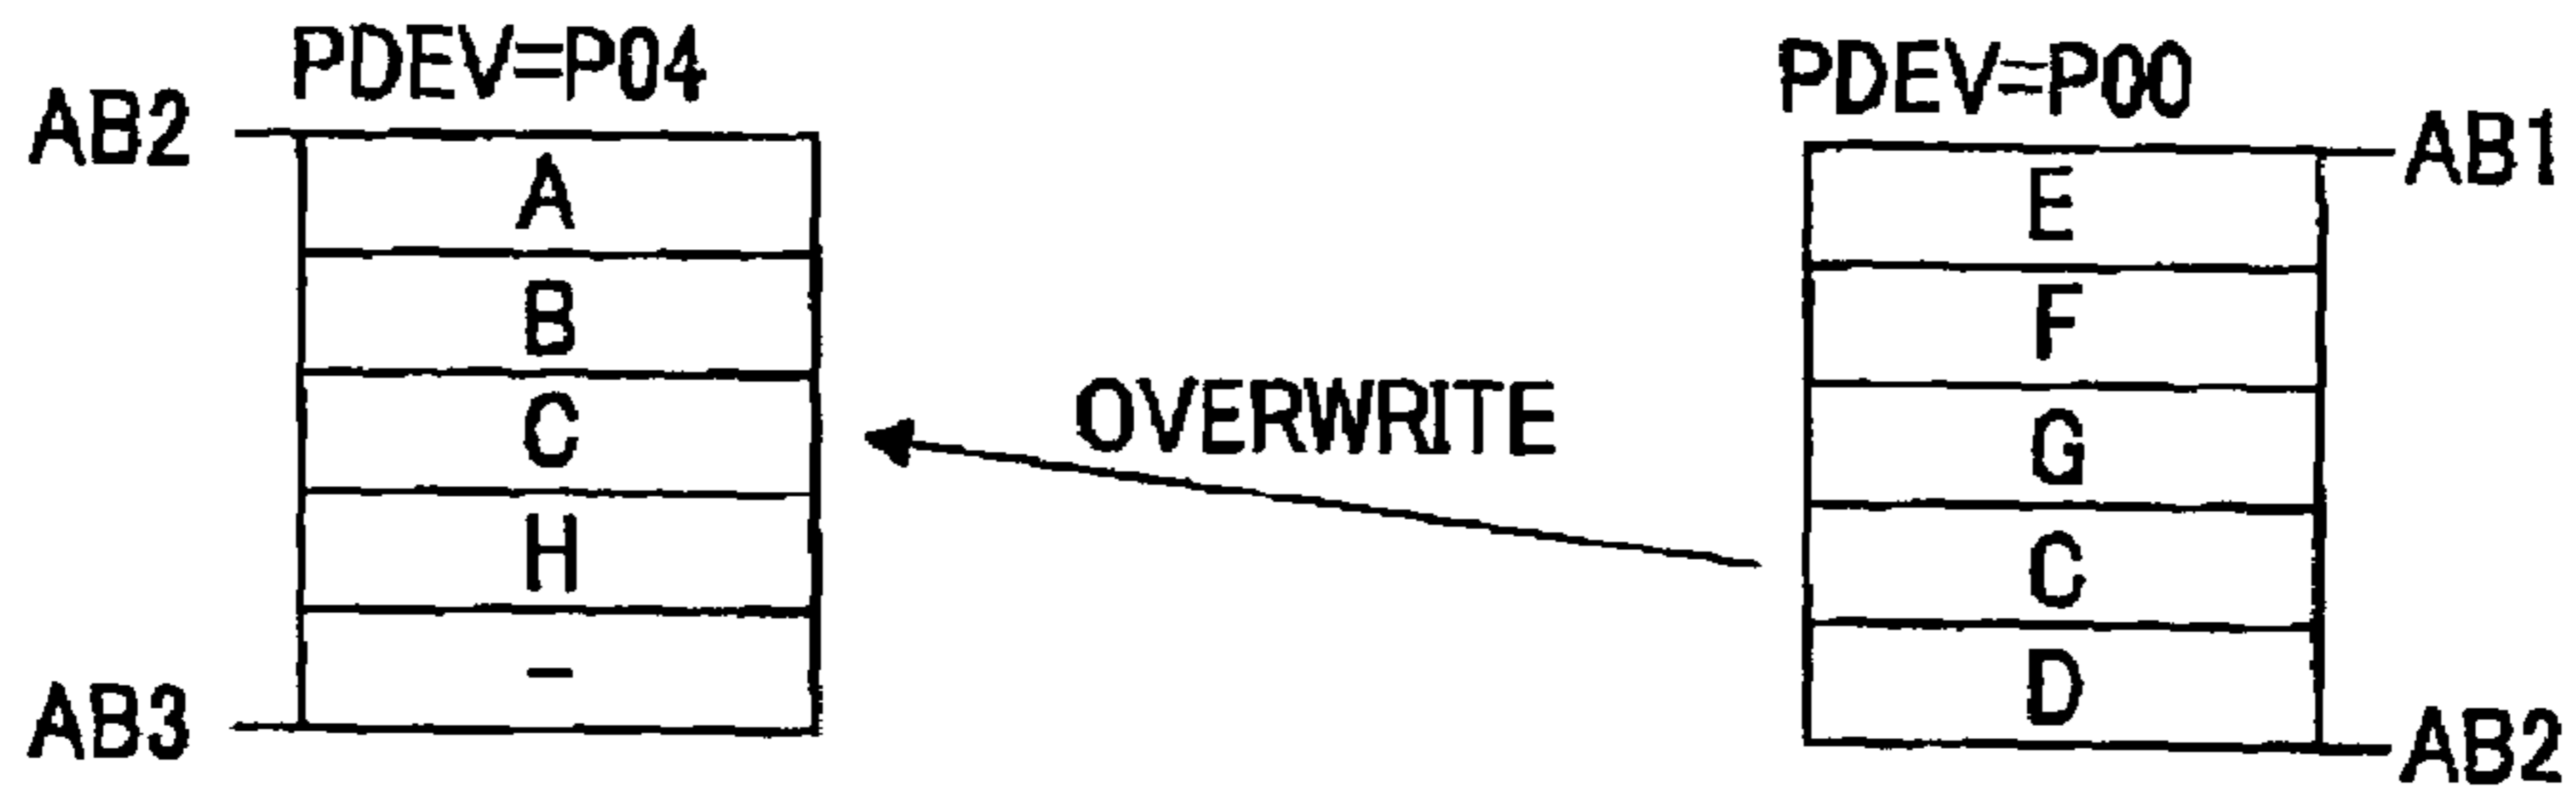 PDEV=P04
AB2
A
B
C
H
-
AB3
OVERWRITE
PDEV=P00
AB1
E
F
G
C
D
AB2